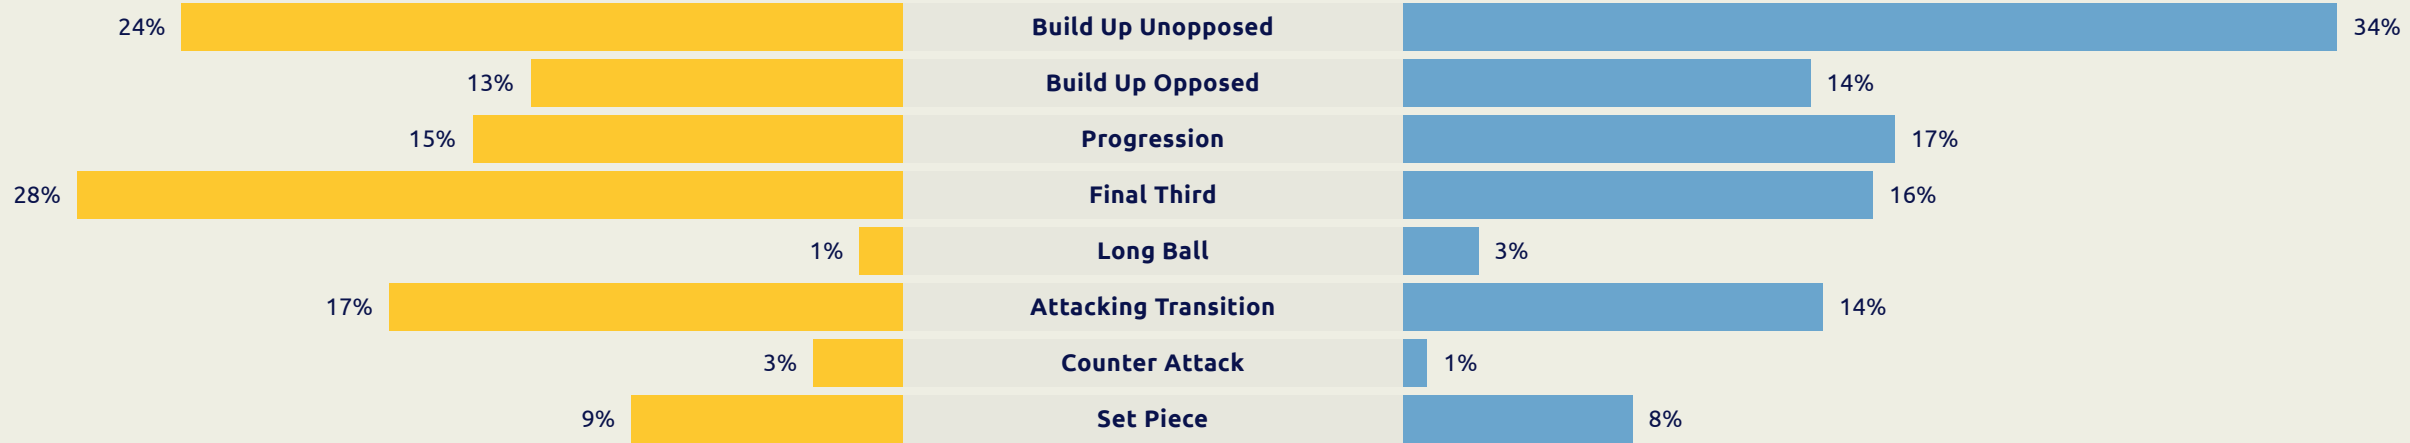 24% Build Up Unopposed 34%
13% Build Up Opposed 14%
15% Progression 17%
28% Final Third 16%
1% Long Ball 3%
17% Attacking Transition 14%
3% Counter Attack 1%
9% Set Piece 8%